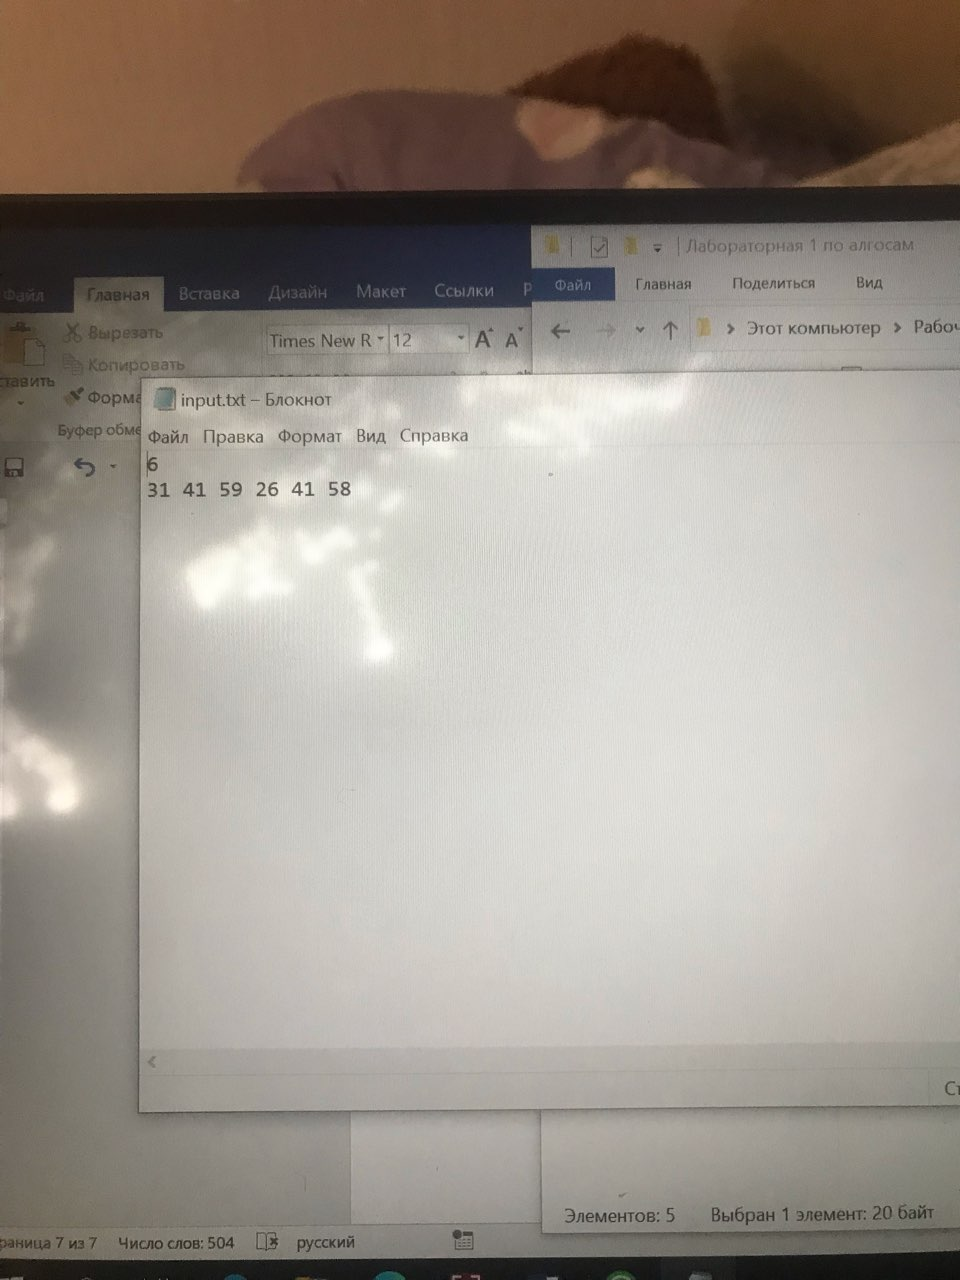 Лабораторная 1 по алгосам
Файл Главная Вставка Дизайн Макет Ссылки Р
Файл Главная Поделиться Вид
Вырезать
Times New R 12
Этот компьютер
Копировать
input.txt – Блокнот
Файл Правка Формат Вид Справка
6
31 41 59 26 41 58
Элементов: 5 Выбран 1 элемент: 20 байт
Число слов: 504 русский